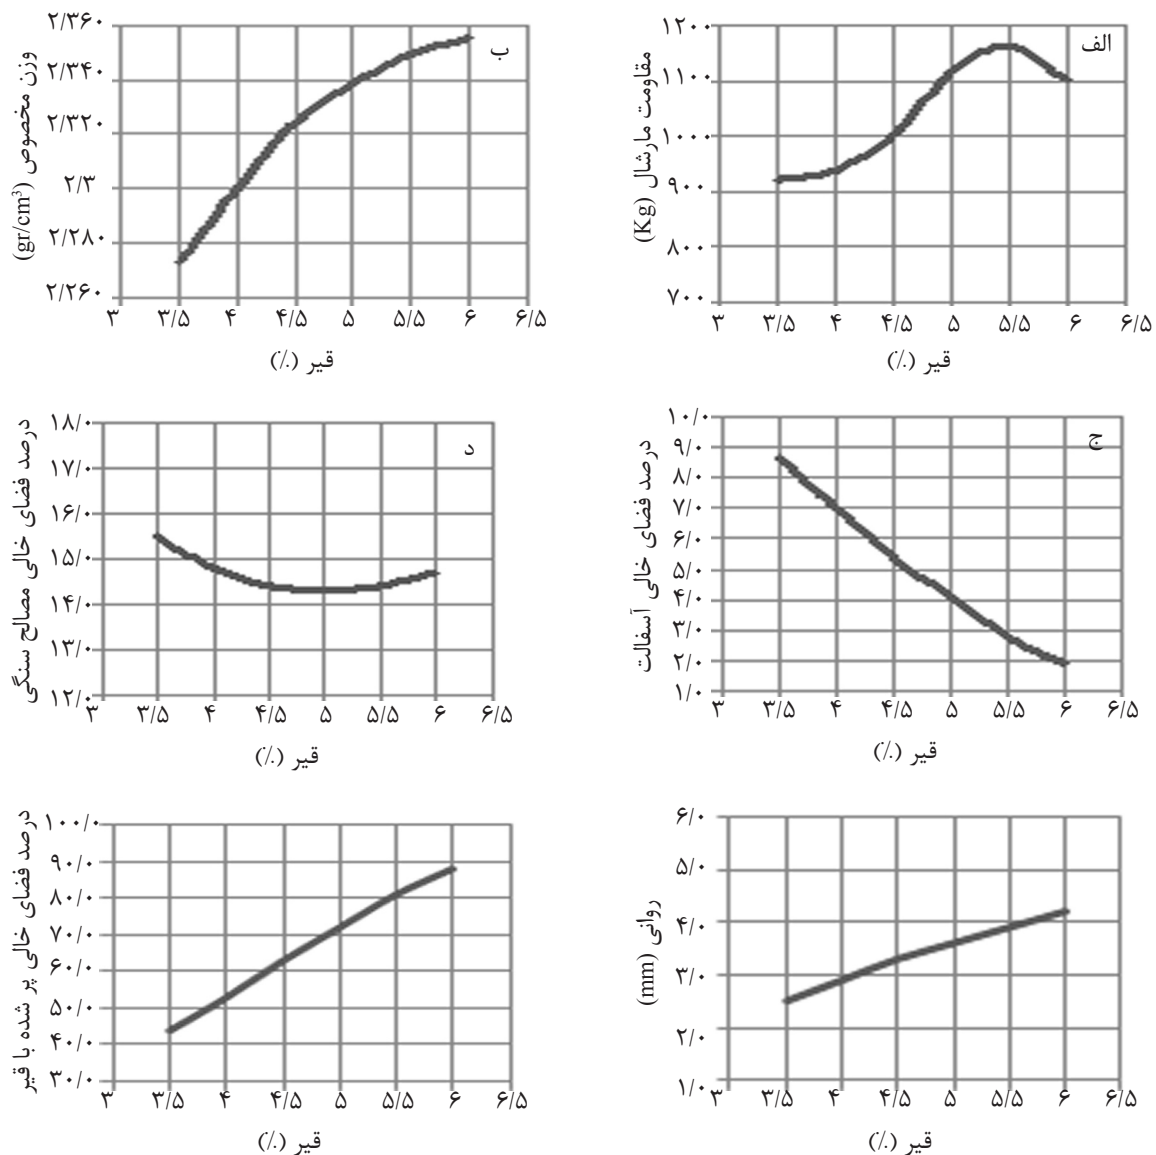 الف
مقاومت مارشال (Kg)
۱۲۰۰
۱۱۰۰
۱۰۰۰
۹۰۰
۸۰۰
۷۰۰
۳ ۳/۵ ۴ ۴/۵ ۵ ۵/۵ ۶ ۶/۵
قیر (٪)
ب
وزن مخصوص (gr/cm³)
۲/۳۶۰
۲/۳۴۰
۲/۳۲۰
۲/۳
۲/۲۸۰
۲/۲۶۰
۳ ۳/۵ ۴ ۴/۵ ۵ ۵/۵ ۶ ۶/۵
قیر (٪)
ج
درصد فضای خالی آسفالت
۱۰/۰
۹/۰
۸/۰
۷/۰
۶/۰
۵/۰
۴/۰
۳/۰
۲/۰
۱/۰
۳ ۳/۵ ۴ ۴/۵ ۵ ۵/۵ ۶ ۶/۵
قیر (٪)
د
درصد فضای خالی مصالح سنگی
۱۸/۰
۱۷/۰
۱۶/۰
۱۵/۰
۱۴/۰
۱۳/۰
۱۲/۰
۳ ۳/۵ ۴ ۴/۵ ۵ ۵/۵ ۶ ۶/۵
قیر (٪)
روانی (mm)
۶/۰
۵/۰
۴/۰
۳/۰
۲/۰
۱/۰
۳ ۳/۵ ۴ ۴/۵ ۵ ۵/۵ ۶ ۶/۵
قیر (٪)
درصد فضای خالی پر شده با قیر
۱۰۰/۰
۹۰/۰
۸۰/۰
۷۰/۰
۶۰/۰
۵۰/۰
۴۰/۰
۳۰/۰
۳ ۳/۵ ۴ ۴/۵ ۵ ۵/۵ ۶ ۶/۵
قیر (٪)